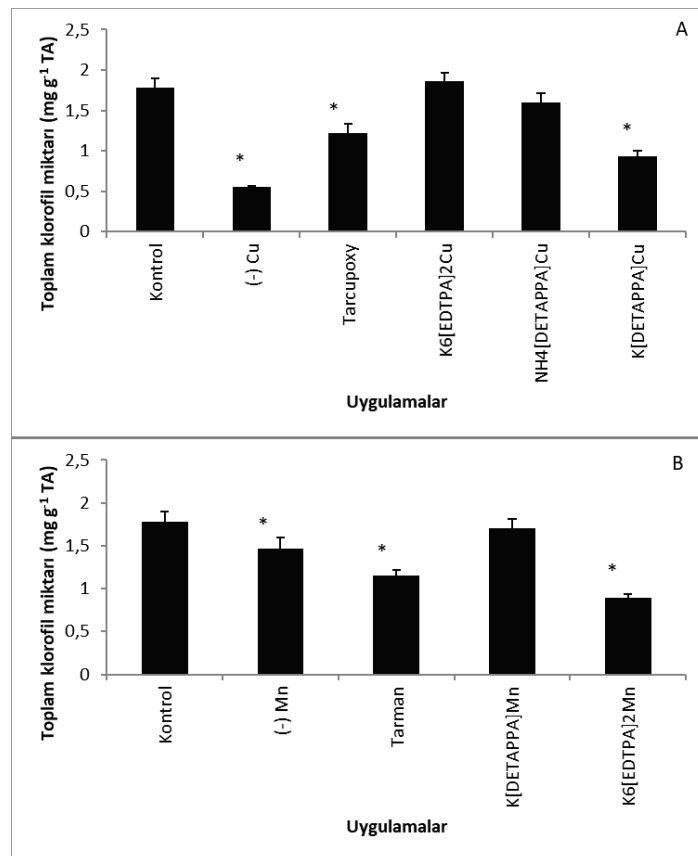 A
Toplam klorofil miktarı (mg g-1 TA)
2,5
2
1,5
1
0,5
0
*
*
*
Kontrol
(-) Cu
Tarcupoxy
K6[EDTPA]2Cu
NH4[DETAPPA]Cu
K[DETAPPA]Cu
Uygulamalar
B
Toplam klorofil miktarı (mg g-1 TA)
2,5
2
1,5
1
0,5
0
*
*
*
Kontrol
(-) Mn
Tarman
K[DETAPPA]Mn
K6[EDTPA]2Mn
Uygulamalar